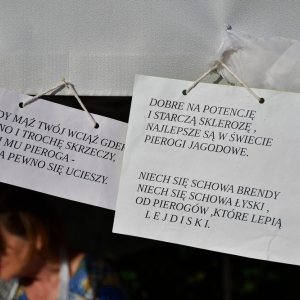 DY MĄŻ TWÓJ WCIĄŻ GDER
NO I TROCHĘ SKRZECZY,
I MU PIEROGA -
A PEWNO SIĘ UCIESZY.
DOBRE NA POTENCJĘ
I STARCZĄ SKLEROZĘ ,
NAJLEPSZE SĄ W ŚWIECIE
PIEROGI JAGODOWE.
NIECH SIĘ SCHOWA BRENDY
NIECH SIĘ SCHOWA ŁYSKI ,
OD PIEROGÓW ,KTÓRE LEPIĄ
L E J D I S K I.